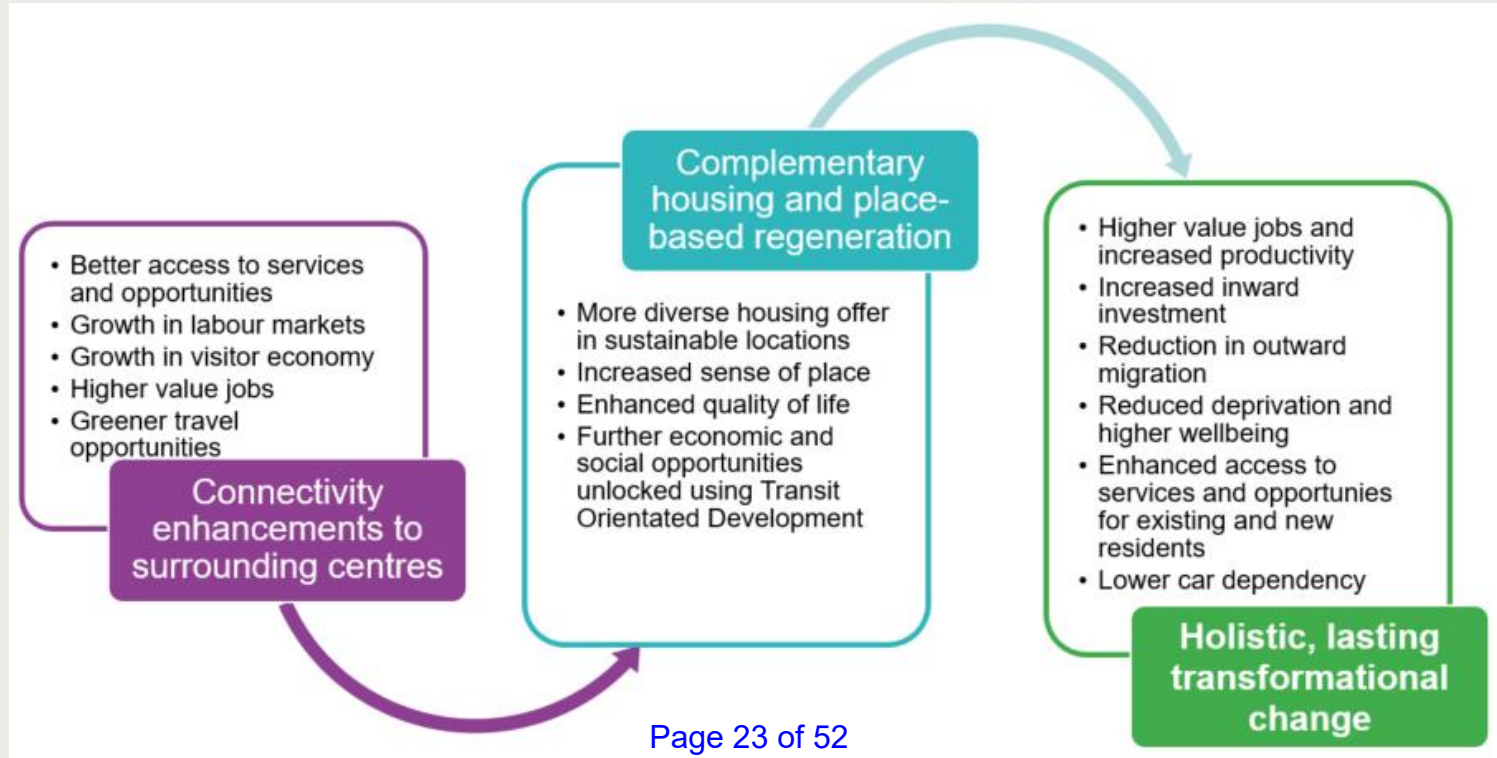 • Better access to services
and opportunities
• Growth in labour markets
• Growth in visitor economy
• Higher value jobs
• Greener travel
opportunities
Connectivity
enhancements to
surrounding centres
Complementary
housing and place-
based regeneration
• More diverse housing offer
in sustainable locations
• Increased sense of place
• Enhanced quality of life
• Further economic and
social opportunities
unlocked using Transit
Orientated Development
• Higher value jobs and
increased productivity
• Increased inward
investment
• Reduction in outward
migration
• Reduced deprivation and
higher wellbeing
• Enhanced access to
services and opportunies
for existing and new
residents
• Lower car dependency
Holistic, lasting
transformational
change
Page 23 of 52